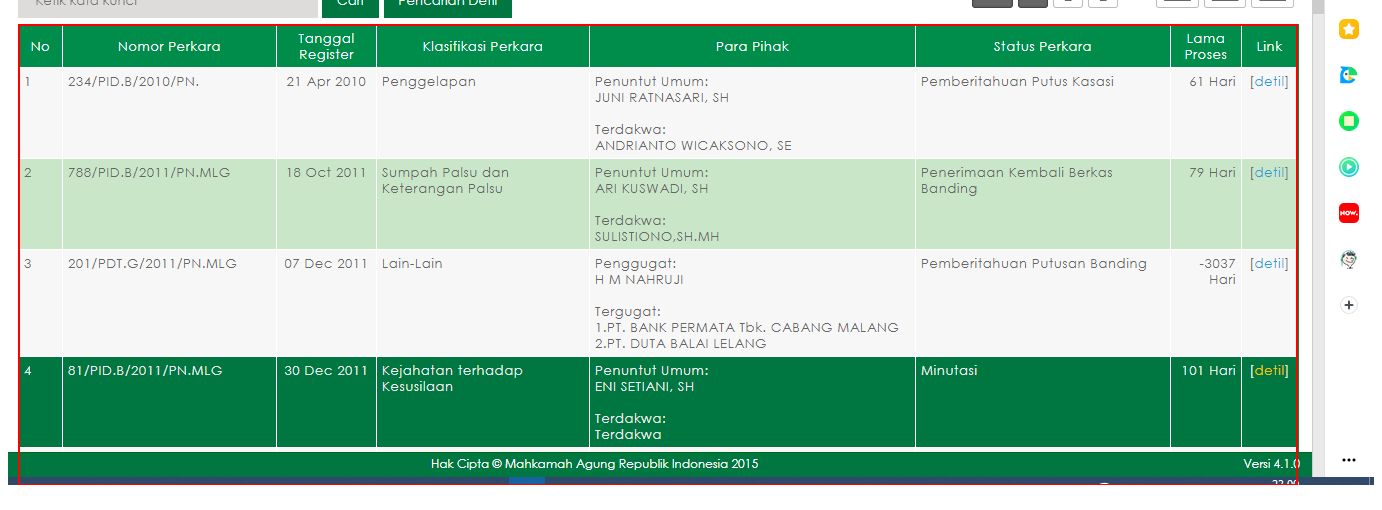 Ketik kata kunci Cari Pencarian Detil
No Nomor Perkara Tanggal Register Klasifikasi Perkara Para Pihak Status Perkara Lama Proses Link
1 234/PID.B/2010/PN. 21 Apr 2010 Penggelapan Penuntut Umum: Pemberitahuan Putus Kasasi 61 Hari [detil]
JUNI RATNASARI, SH
Terdakwa:
ANDRIANTO WICAKSONO, SE
2 788/PID.B/2011/PN.MLG 18 Oct 2011 Sumpah Palsu dan Penuntut Umum: Penerimaan Kembali Berkas 79 Hari [detil]
Keterangan Palsu ARI KUSWADI, SH Banding
Terdakwa:
SULISTIONO,SH.MH
3 201/PDT.G/2011/PN.MLG 07 Dec 2011 Lain-Lain Penggugat: Pemberitahuan Putusan Banding -3037 [detil]
H M NAHRUJI Hari
Tergugat:
1.PT. BANK PERMATA Tbk. CABANG MALANG
2.PT. DUTA BALAI LELANG
4 81/PID.B/2011/PN.MLG 30 Dec 2011 Kejahatan terhadap Penuntut Umum: Minutasi 101 Hari [detil]
Kesusilaan ENI SETIANI, SH
Terdakwa:
Terdakwa
Hak Cipta © Mahkamah Agung Republik Indonesia 2015 Versi 4.1.0
NOW.